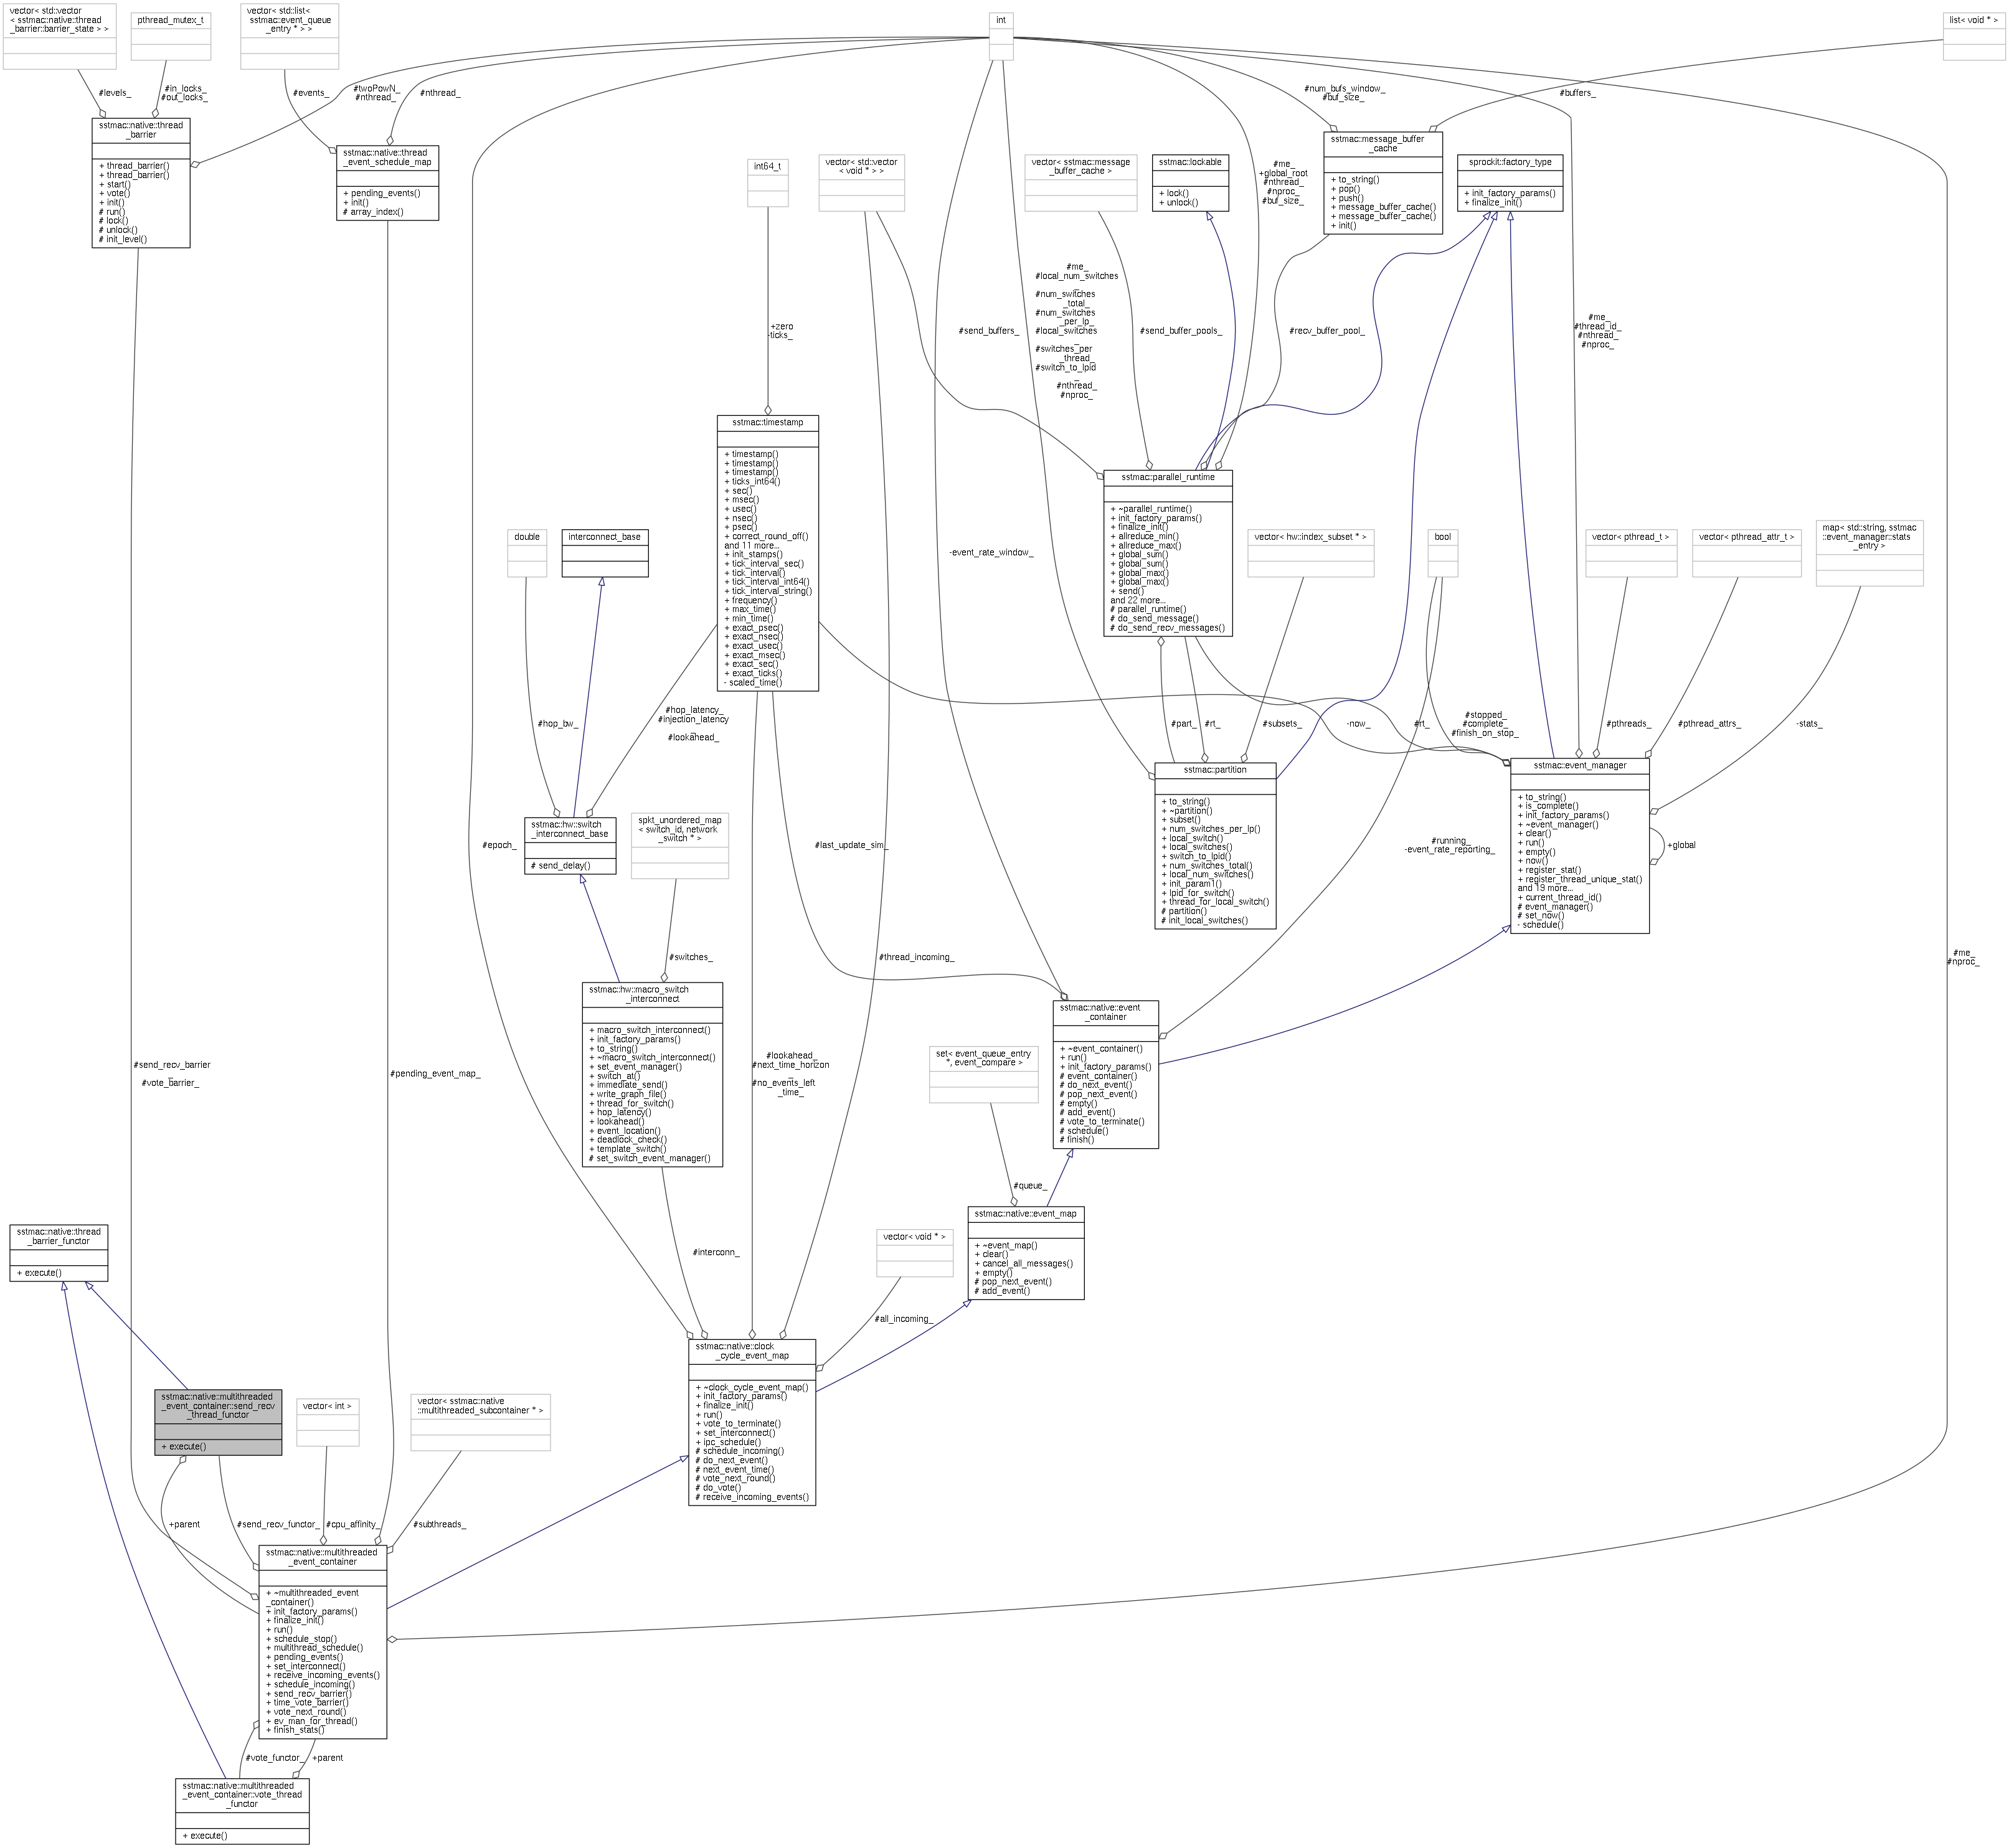 vector< std::vector
< sstmac::native::thread
_barrier::barrier_state > >
pthread_mutex_t
vector< std::list<
sstmac::event_queue
_entry * > >
int
list< void * >
#levels_
#in_locks_
#out_locks_
#events_
#twoPowN_
#nthread_
#nthread_
#num_bufs_window_
#buf_size_
#buffers_
sstmac::native::thread
_barrier
+ thread_barrier()
+ thread_barrier()
+ start()
+ vote()
+ init()
# run()
# lock()
# unlock()
# init_level()
sstmac::native::thread
_event_schedule_map
+ pending_events()
+ init()
# array_index()
int64_t
vector< std::vector
< void * > >
vector< sstmac::message
_buffer_cache >
sstmac::lockable
+ lock()
+ unlock()
#me_
+global_root
#nthread_
#nproc_
#buf_size_
sstmac::message_buffer
_cache
+ to_string()
+ pop()
+ push()
+ message_buffer_cache()
+ message_buffer_cache()
+ init()
sprockit::factory_type
+ init_factory_params()
+ finalize_init()
+zero
-ticks_
#send_buffers_
#me_
#local_num_switches
_
#num_switches
_total_
#num_switches
_per_lp_
#local_switches
_
#switches_per
_thread_
#switch_to_lpid
_
#nthread_
#nproc_
#send_buffer_pools_
#recv_buffer_pool_
#me_
#thread_id_
#nthread_
#nproc_
sstmac::timestamp
+ timestamp()
+ timestamp()
+ timestamp()
+ ticks_int64()
+ sec()
+ msec()
+ usec()
+ nsec()
+ psec()
+ correct_round_off()
and 11 more...
+ init_stamps()
+ tick_interval_sec()
+ tick_interval()
+ tick_interval_int64()
+ tick_interval_string()
+ frequency()
+ max_time()
+ min_time()
+ exact_psec()
+ exact_nsec()
+ exact_usec()
+ exact_msec()
+ exact_sec()
+ exact_ticks()
- scaled_time()
sstmac::parallel_runtime
+ ~parallel_runtime()
+ init_factory_params()
+ finalize_init()
+ allreduce_min()
+ allreduce_max()
+ global_sum()
+ global_sum()
+ global_max()
+ global_max()
+ send()
and 22 more...
# parallel_runtime()
# do_send_message()
# do_send_recv_messages()
double
interconnect_base
-event_rate_window_
vector< hw::index_subset * >
bool
vector< pthread_t >
vector< pthread_attr_t >
map< std::string, sstmac
::event_manager::stats
_entry >
#hop_bw_
#hop_latency_
#injection_latency
_
#lookahead_
#part_
#rt_
#subsets_
-now_
#rt_
#stopped_
#complete_
#finish_on_stop_
#pthreads_
#pthread_attrs_
-stats_
sstmac::hw::switch
_interconnect_base
# send_delay()
spkt_unordered_map
< switch_id, network
_switch * >
#epoch_
#last_update_sim_
sstmac::partition
+ to_string()
+ ~partition()
+ subset()
+ num_switches_per_lp()
+ local_switch()
+ local_switches()
+ switch_to_lpid()
+ num_switches_total()
+ local_num_switches()
+ init_param1()
+ lpid_for_switch()
+ thread_for_local_switch()
# partition()
# init_local_switches()
#running_
-event_rate_reporting_
sstmac::event_manager
+ to_string()
+ is_complete()
+ init_factory_params()
+ ~event_manager()
+ clear()
+ run()
+ empty()
+ now()
+ register_stat()
+ register_thread_unique_stat()
and 19 more...
+ current_thread_id()
# event_manager()
# set_now()
- schedule()
+global
#switches_
#thread_incoming_
#me_
#nproc_
sstmac::hw::macro_switch
_interconnect
+ macro_switch_interconnect()
+ init_factory_params()
+ to_string()
+ ~macro_switch_interconnect()
+ set_event_manager()
+ switch_at()
+ immediate_send()
+ write_graph_file()
+ thread_for_switch()
+ hop_latency()
+ lookahead()
+ event_location()
+ deadlock_check()
+ template_switch()
# set_switch_event_manager()
sstmac::native::event
_container
+ ~event_container()
+ run()
+ init_factory_params()
# event_container()
# do_next_event()
# pop_next_event()
# empty()
# add_event()
# vote_to_terminate()
# schedule()
# finish()
set< event_queue_entry
*, event_compare >
#send_recv_barrier
_
#vote_barrier_
#pending_event_map_
#lookahead_
#next_time_horizon
_
#no_events_left
_time_
#queue_
sstmac::native::thread
_barrier_functor
+ execute()
#interconn_
vector< void * >
sstmac::native::event_map
+ ~event_map()
+ clear()
+ cancel_all_messages()
+ empty()
# pop_next_event()
# add_event()
#all_incoming_
sstmac::native::clock
_cycle_event_map
+ ~clock_cycle_event_map()
+ init_factory_params()
+ finalize_init()
+ run()
+ vote_to_terminate()
+ set_interconnect()
+ ipc_schedule()
# schedule_incoming()
# do_next_event()
# next_event_time()
# vote_next_round()
# do_vote()
# receive_incoming_events()
sstmac::native::multithreaded
_event_container::send_recv
_thread_functor
+ execute()
vector< int >
vector< sstmac::native
::multithreaded_subcontainer * >
+parent
#send_recv_functor_
#cpu_affinity_
#subthreads_
sstmac::native::multithreaded
_event_container
+ ~multithreaded_event
_container()
+ init_factory_params()
+ finalize_init()
+ run()
+ schedule_stop()
+ multithread_schedule()
+ pending_events()
+ set_interconnect()
+ receive_incoming_events()
+ schedule_incoming()
+ send_recv_barrier()
+ time_vote_barrier()
+ vote_next_round()
+ ev_man_for_thread()
+ finish_stats()
#vote_functor_
+parent
sstmac::native::multithreaded
_event_container::vote_thread
_functor
+ execute()